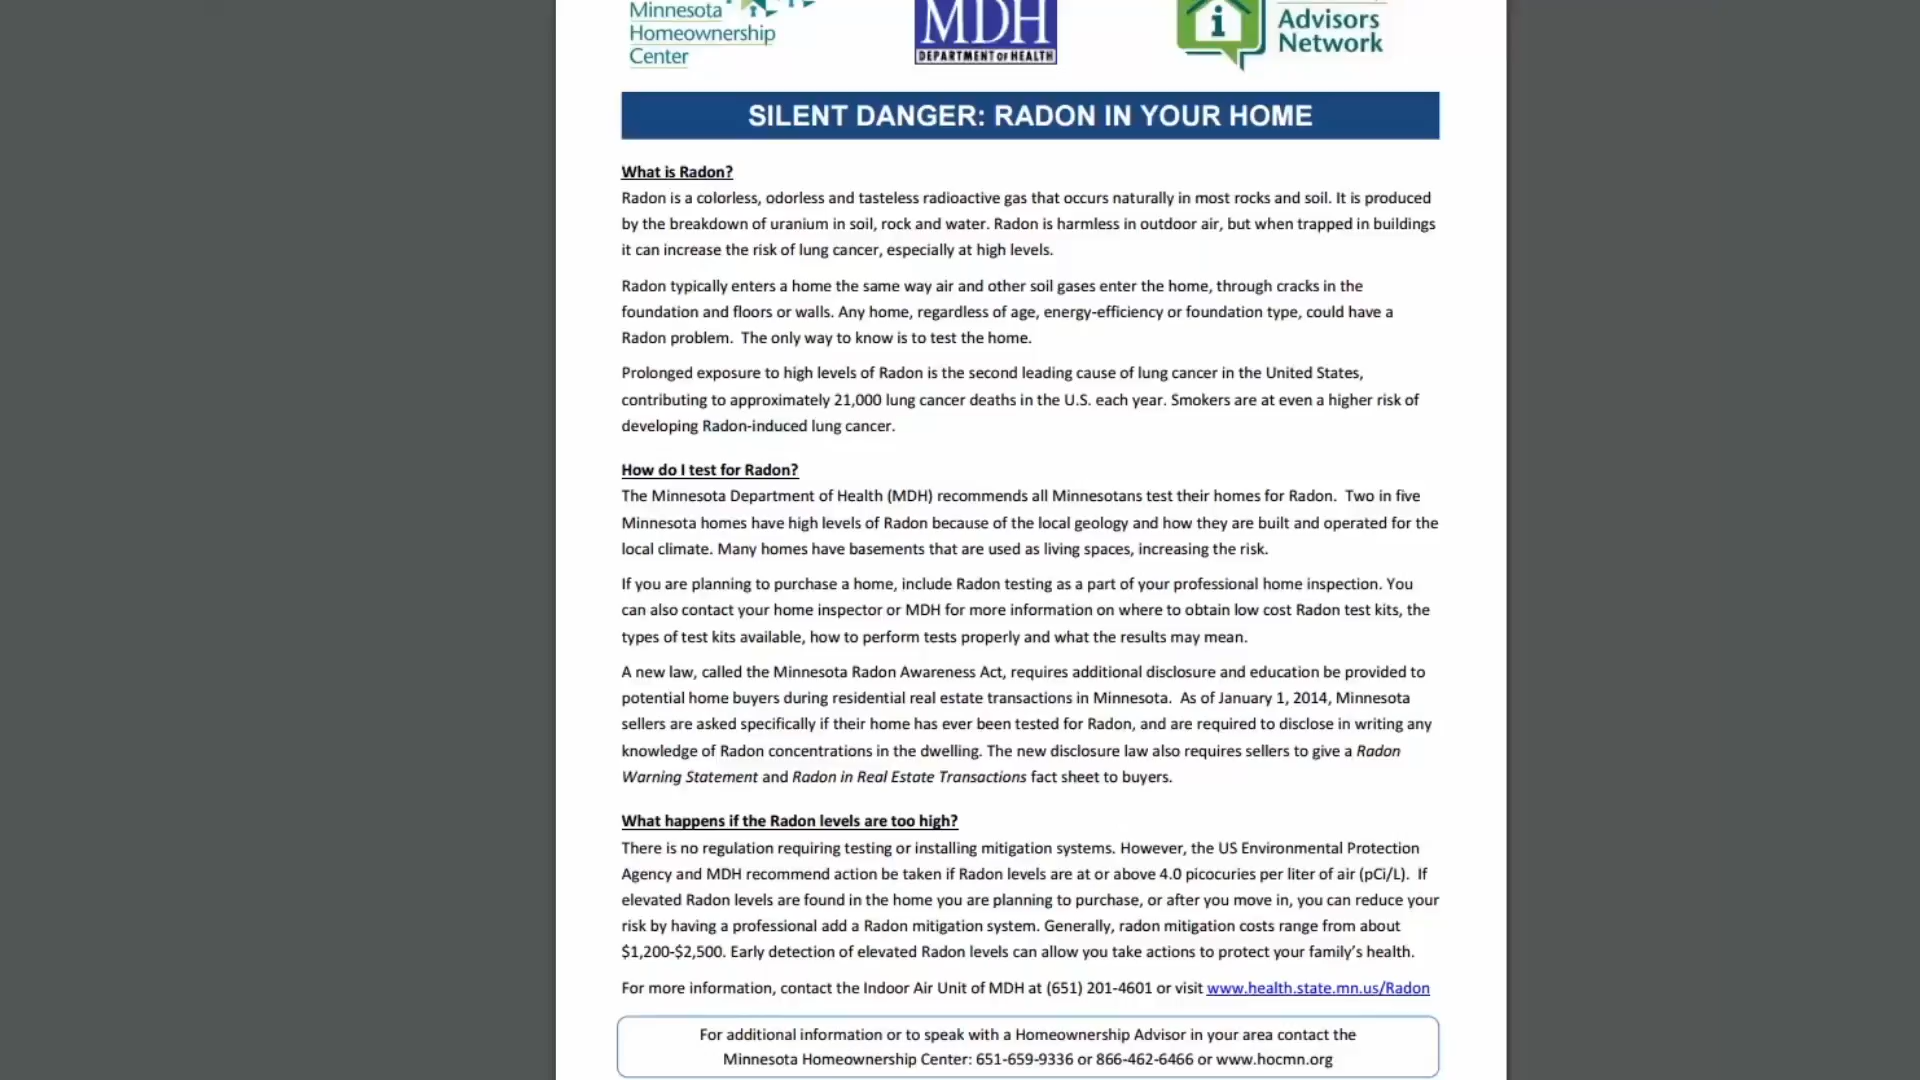 Minnesota
Homeownership
Center
MDH
DEPARTMENT OF HEALTH
i
Advisors
Network
SILENT DANGER: RADON IN YOUR HOME
What is Radon?
Radon is a colorless, odorless and tasteless radioactive gas that occurs naturally in most rocks and soil. It is produced
by the breakdown of uranium in soil, rock and water. Radon is harmless in outdoor air, but when trapped in buildings
it can increase the risk of lung cancer, especially at high levels.
Radon typically enters a home the same way air and other soil gases enter the home, through cracks in the
foundation and floors or walls. Any home, regardless of age, energy-efficiency or foundation type, could have a
Radon problem.  The only way to know is to test the home.
Prolonged exposure to high levels of Radon is the second leading cause of lung cancer in the United States,
contributing to approximately 21,000 lung cancer deaths in the U.S. each year. Smokers are at even a higher risk of
developing Radon-induced lung cancer.
How do I test for Radon?
The Minnesota Department of Health (MDH) recommends all Minnesotans test their homes for Radon.  Two in five
Minnesota homes have high levels of Radon because of the local geology and how they are built and operated for the
local climate. Many homes have basements that are used as living spaces, increasing the risk.
If you are planning to purchase a home, include Radon testing as a part of your professional home inspection. You
can also contact your home inspector or MDH for more information on where to obtain low cost Radon test kits, the
types of test kits available, how to perform tests properly and what the results may mean.
A new law, called the Minnesota Radon Awareness Act, requires additional disclosure and education be provided to
potential home buyers during residential real estate transactions in Minnesota.  As of January 1, 2014, Minnesota
sellers are asked specifically if their home has ever been tested for Radon, and are required to disclose in writing any
knowledge of Radon concentrations in the dwelling. The new disclosure law also requires sellers to give a Radon
Warning Statement and Radon in Real Estate Transactions fact sheet to buyers.
What happens if the Radon levels are too high?
There is no regulation requiring testing or installing mitigation systems. However, the US Environmental Protection
Agency and MDH recommend action be taken if Radon levels are at or above 4.0 picocuries per liter of air (pCi/L).  If
elevated Radon levels are found in the home you are planning to purchase, or after you move in, you can reduce your
risk by having a professional add a Radon mitigation system. Generally, radon mitigation costs range from about
$1,200-$2,500. Early detection of elevated Radon levels can allow you take actions to protect your family’s health.
For more information, contact the Indoor Air Unit of MDH at (651) 201-4601 or visit www.health.state.mn.us/Radon
For additional information or to speak with a Homeownership Advisor in your area contact the
Minnesota Homeownership Center: 651-659-9336 or 866-462-6466 or www.hocmn.org